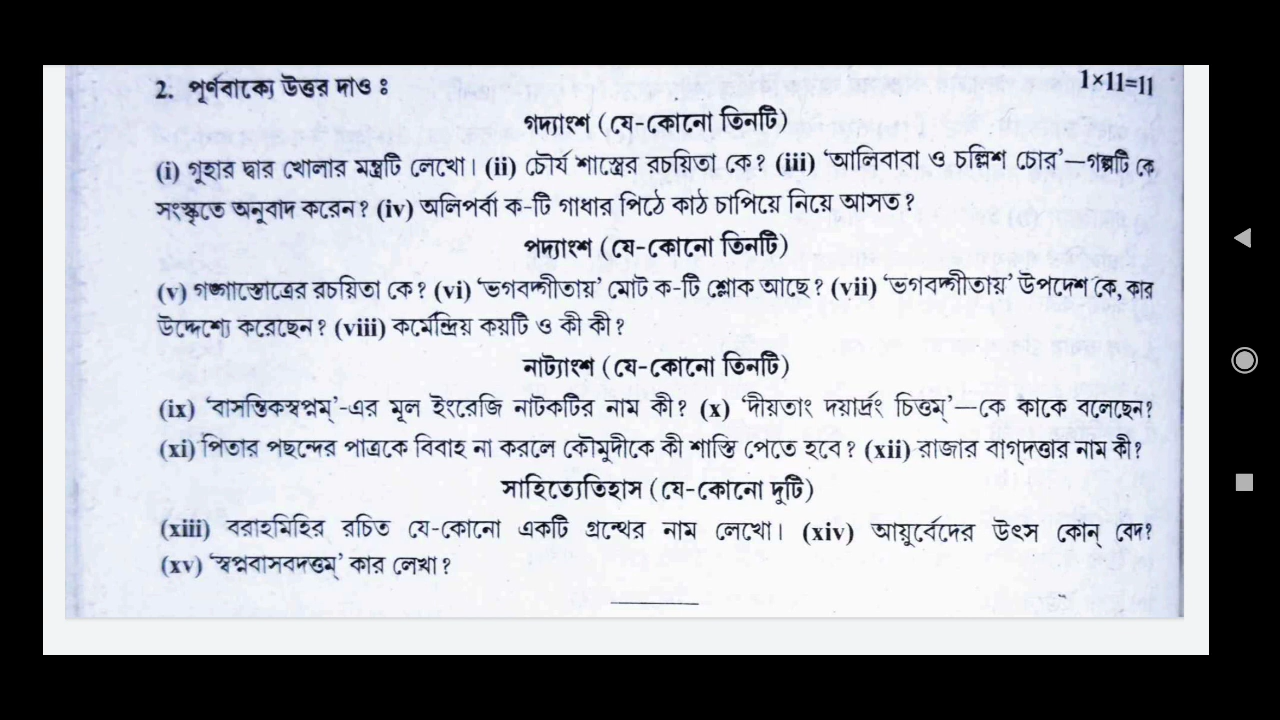 2. পূর্ণবাক্যে উত্তর দাও ঃ 1×11=11
গদ্যাংশ (যে-কোনো তিনটি)
(i) গুহার দ্বার খোলার মন্ত্রটি লেখো। (ii) চৌর্য শাস্ত্রের রচয়িতা কে? (iii) ‘আলিবাবা ও চল্লিশ চোর’—গল্পটি কে
সংস্কৃতে অনুবাদ করেন? (iv) অলিপর্বা ক-টি গাধার পিঠে কাঠ চাপিয়ে নিয়ে আসত?
পদ্যাংশ (যে-কোনো তিনটি)
(v) গঙ্গাস্তোত্রের রচয়িতা কে? (vi) ‘ভগবদ্গীতায়’ মোট ক-টি শ্লোক আছে? (vii) ‘ভগবদ্গীতায়’ উপদেশ কে, কার
উদ্দেশ্যে করেছেন? (viii) কর্মেন্দ্রিয় কয়টি ও কী কী?
নাট্যাংশ (যে-কোনো তিনটি)
(ix) ‘বাসন্তিকস্বপ্নম্’-এর মূল ইংরেজি নাটকটির নাম কী? (x) ‘দীয়তাং দয়ার্দ্রং চিত্তম্’—কে কাকে বলেছেন?
(xi) পিতার পছন্দের পাত্রকে বিবাহ না করলে কৌমুদীকে কী শাস্তি পেতে হবে? (xii) রাজার বাগ্‌দত্তার নাম কী?
সাহিত্যেতিহাস (যে-কোনো দুটি)
(xiii) বরাহমিহির রচিত যে-কোনো একটি গ্রন্থের নাম লেখো। (xiv) আয়ুর্বেদের উৎস কোন্ বেদ?
(xv) ‘স্বপ্নবাসবদত্তম্’ কার লেখা?